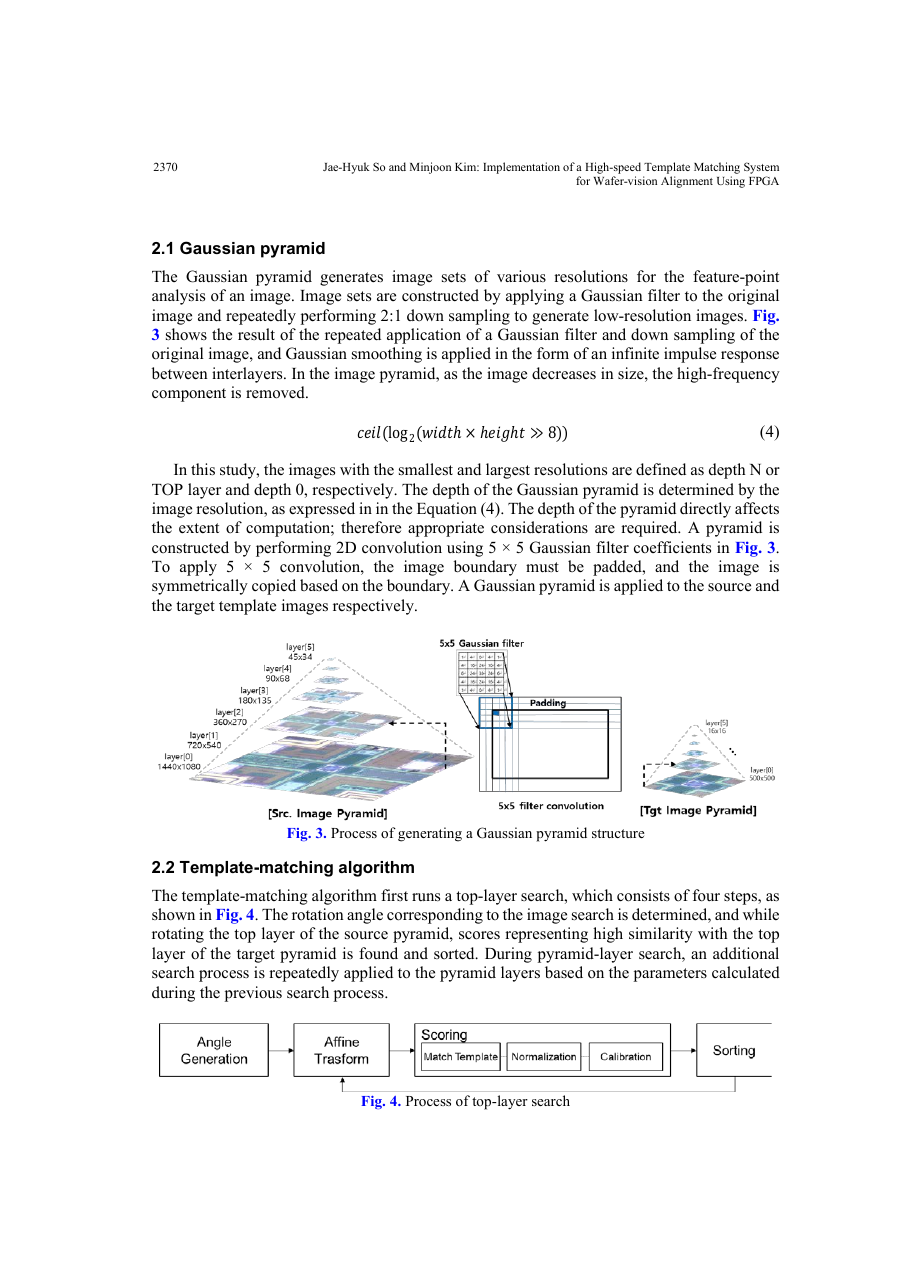 2370
Jae-Hyuk So and Minjoon Kim: Implementation of a High-speed Template Matching System
for Wafer-vision Alignment Using FPGA
2.1 Gaussian pyramid
The Gaussian pyramid generates image sets of various resolutions for the feature-point
analysis of an image. Image sets are constructed by applying a Gaussian filter to the original
image and repeatedly performing 2:1 down sampling to generate low-resolution images. Fig.
3 shows the result of the repeated application of a Gaussian filter and down sampling of the
original image, and Gaussian smoothing is applied in the form of an infinite impulse response
between interlayers. In the image pyramid, as the image decreases in size, the high-frequency
component is removed.
ceil(log₂(width × height ≫ 8)) (4)
In this study, the images with the smallest and largest resolutions are defined as depth N or
TOP layer and depth 0, respectively. The depth of the Gaussian pyramid is determined by the
image resolution, as expressed in in the Equation (4). The depth of the pyramid directly affects
the extent of computation; therefore appropriate considerations are required. A pyramid is
constructed by performing 2D convolution using 5 × 5 Gaussian filter coefficients in Fig. 3.
To apply 5 × 5 convolution, the image boundary must be padded, and the image is
symmetrically copied based on the boundary. A Gaussian pyramid is applied to the source and
the target template images respectively.
layer[5]
45x34
layer[4]
90x68
layer[3]
180x135
layer[2]
360x270
layer[1]
720x540
layer[0]
1440x1080
[Src. Image Pyramid]
5x5 Gaussian filter
Padding
5x5 filter convolution
layer[5]
16x16
layer[0]
500x500
[Tgt Image Pyramid]
Fig. 3. Process of generating a Gaussian pyramid structure
2.2 Template-matching algorithm
The template-matching algorithm first runs a top-layer search, which consists of four steps, as
shown in Fig. 4. The rotation angle corresponding to the image search is determined, and while
rotating the top layer of the source pyramid, scores representing high similarity with the top
layer of the target pyramid is found and sorted. During pyramid-layer search, an additional
search process is repeatedly applied to the pyramid layers based on the parameters calculated
during the previous search process.
Angle
Generation
Affine
Trasform
Scoring
Match Template
Normalization
Calibration
Sorting
Fig. 4. Process of top-layer search